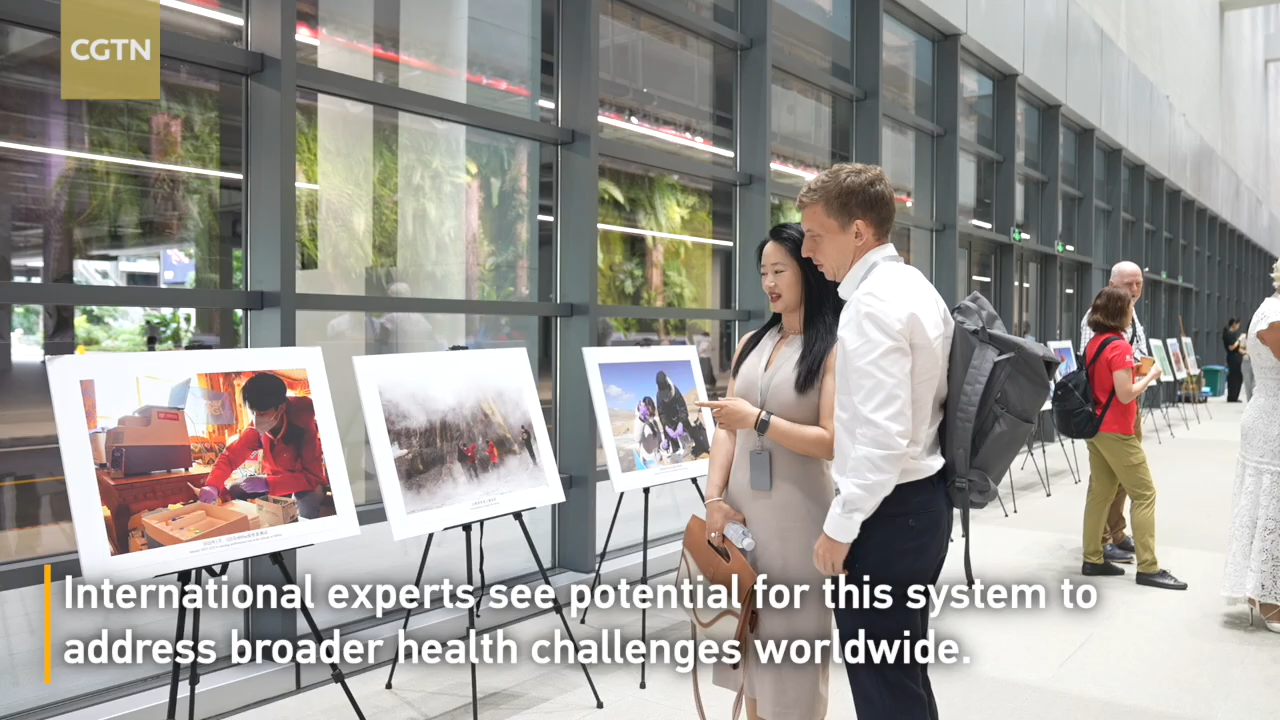 CGTN
International experts see potential for this system to
address broader health challenges worldwide.